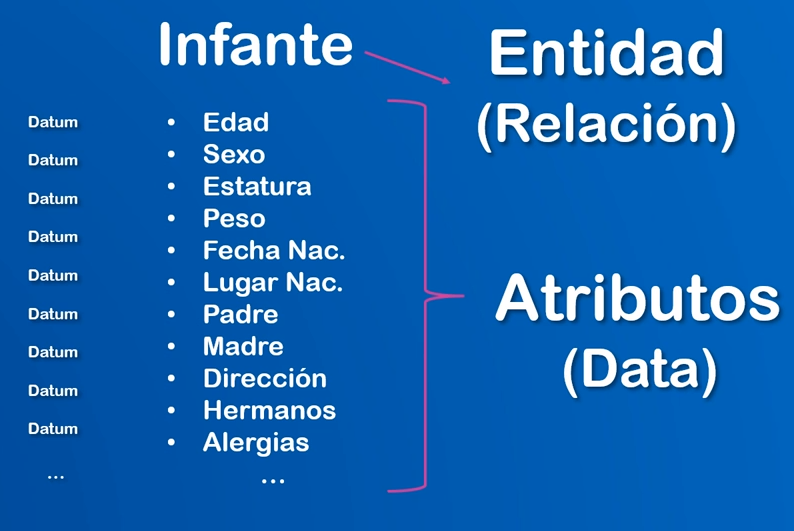 Infante
Entidad
(Relación)
Datum
Datum
Datum
Datum
Datum
Datum
Datum
Datum
Datum
...
• Edad
• Sexo
• Estatura
• Peso
• Fecha Nac.
• Lugar Nac.
• Padre
• Madre
• Dirección
• Hermanos
• Alergias
...
Atributos
(Data)